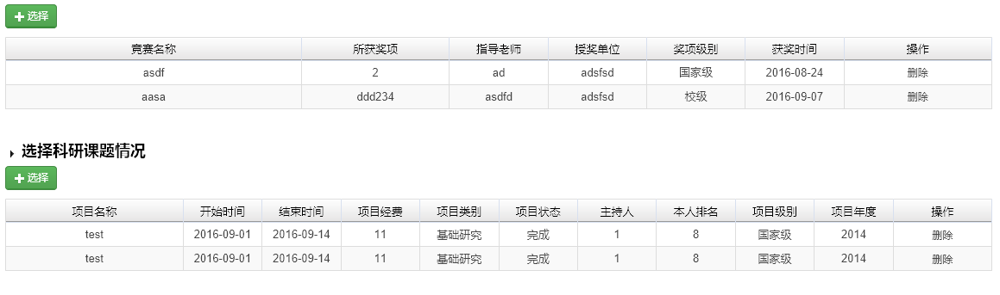 选择
竞赛名称 所获奖项 指导老师 授奖单位 奖项级别 获奖时间 操作
asdf 2 ad adsfsd 国家级 2016-08-24 删除
aasa ddd234 asdfd adsfsd 校级 2016-09-07 删除
选择科研课题情况
选择
项目名称 开始时间 结束时间 项目经费 项目类别 项目状态 主持人 本人排名 项目级别 项目年度 操作
test 2016-09-01 2016-09-14 11 基础研究 完成 1 8 国家级 2014 删除
test 2016-09-01 2016-09-14 11 基础研究 完成 1 8 国家级 2014 删除